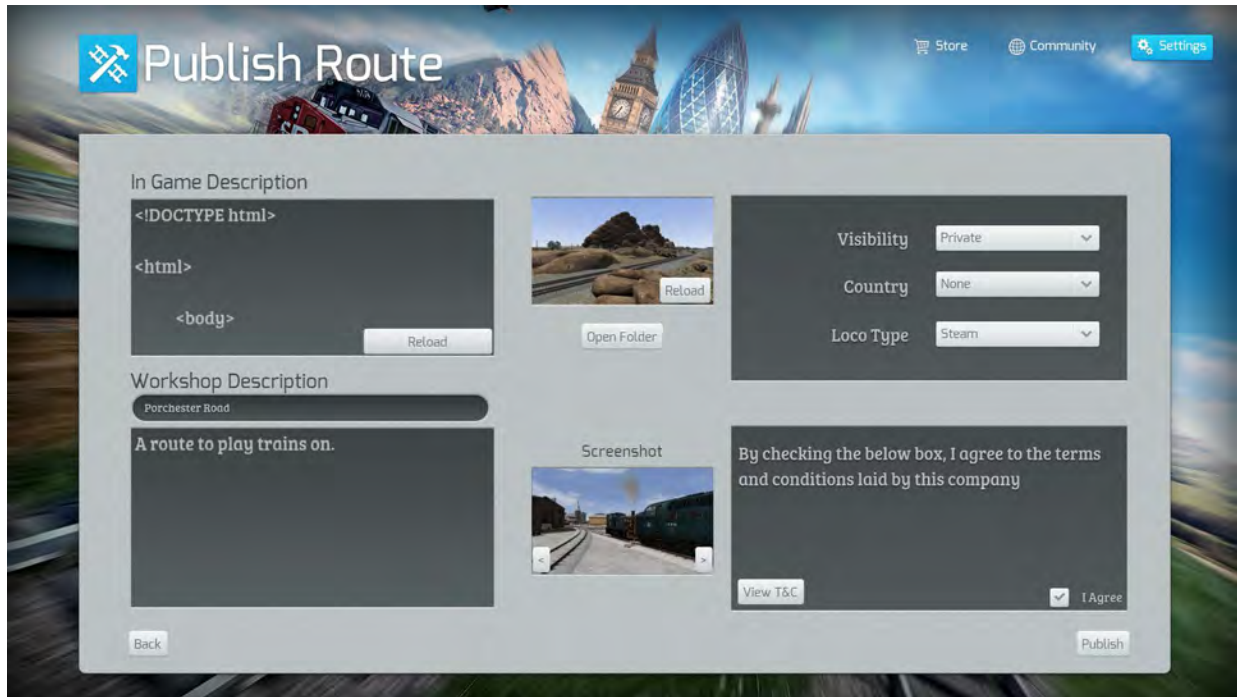 Publish Route
Store
Community
Settings
In Game Description
<!DOCTYPE html>
<html>
<body>
Reload
Reload
Open Folder
Visibility
Private
Country
None
Loco Type
Steam
Workshop Description
Porchester Road
A route to play trains on.
Screenshot
<
>
By checking the below box, I agree to the terms
and conditions laid by this company
View T&C
I Agree
Back
Publish